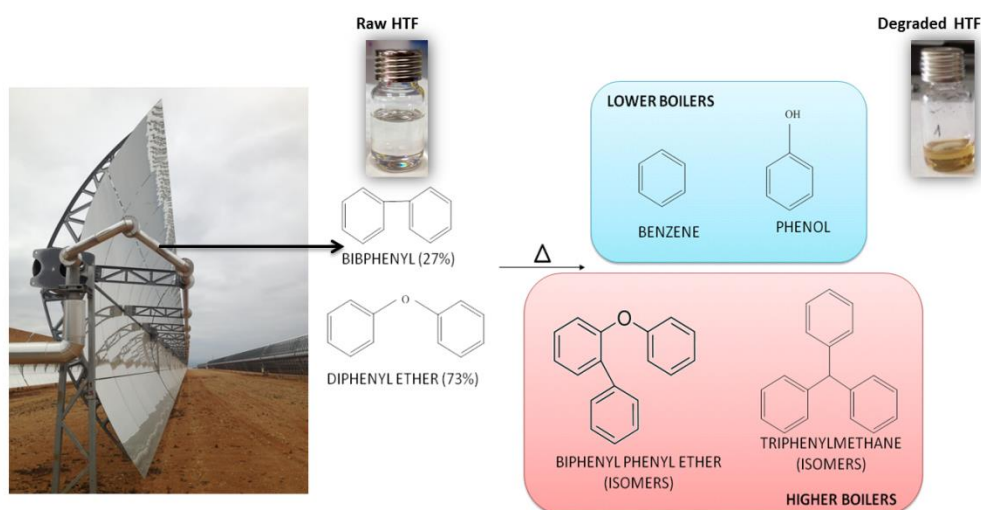 Raw HTF
Degraded HTF
BIBPHENYL (27%)
DIPHENYL ETHER (73%)
O
Δ
LOWER BOILERS
OH
BENZENE
PHENOL
O
BIPHENYL PHENYL ETHER
(ISOMERS)
TRIPHENYLMETHANE
(ISOMERS)
HIGHER BOILERS
1